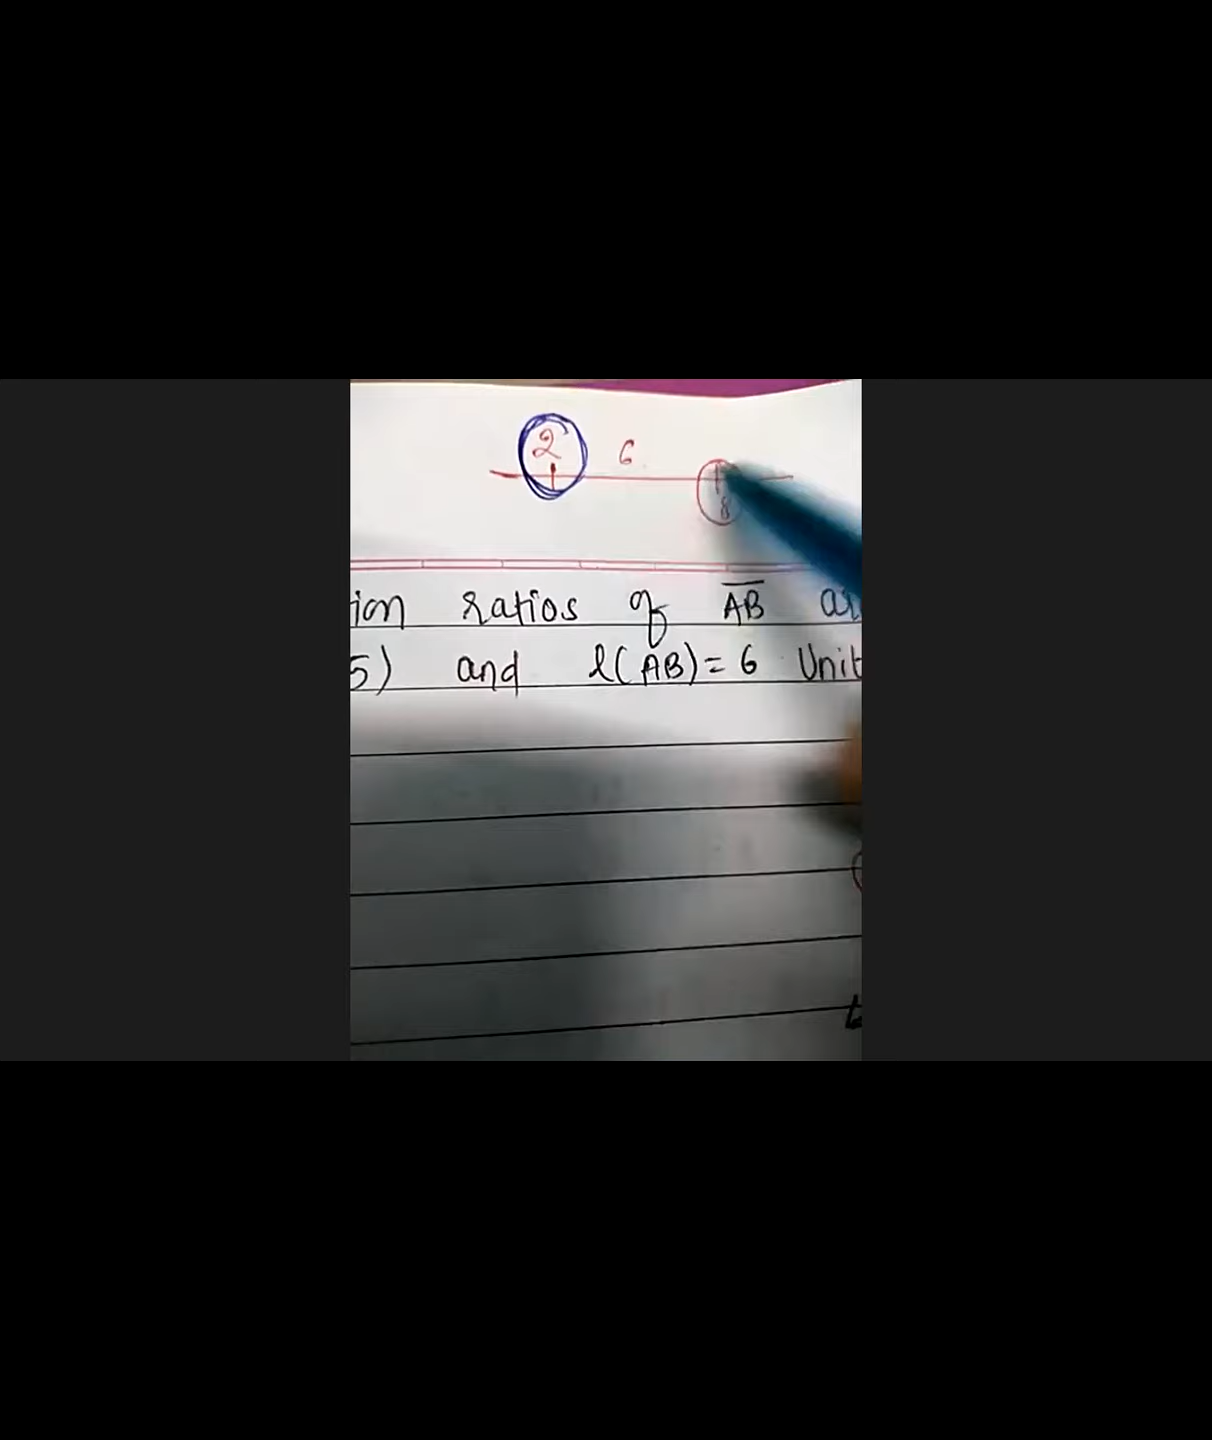 2 6
8
ion ratios of AB
5) and l(AB)= 6 Unit